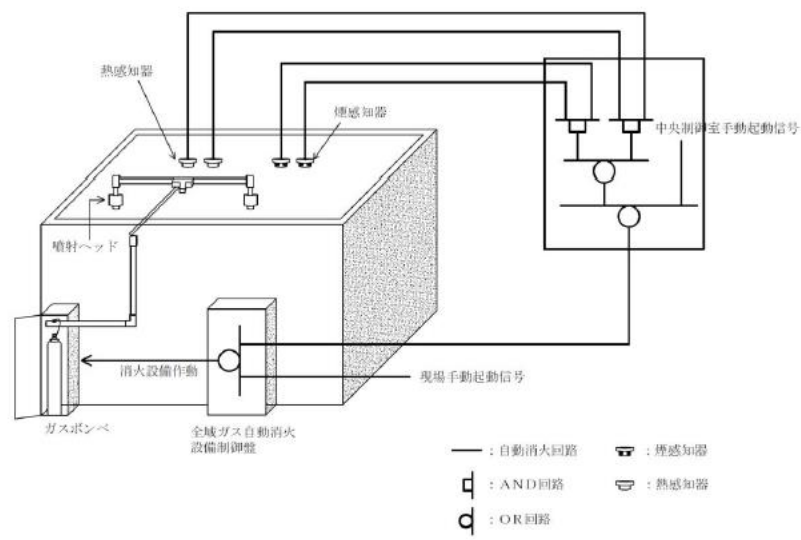 熱感知器
煙感知器
中央制御室手動起動信号
噴射ヘッド
消火設備作動
現場手動起動信号
ガスボンベ
全域ガス自動消火
設備制御盤
：自動消火回路
：煙感知器
：AND回路
：熱感知器
：OR回路